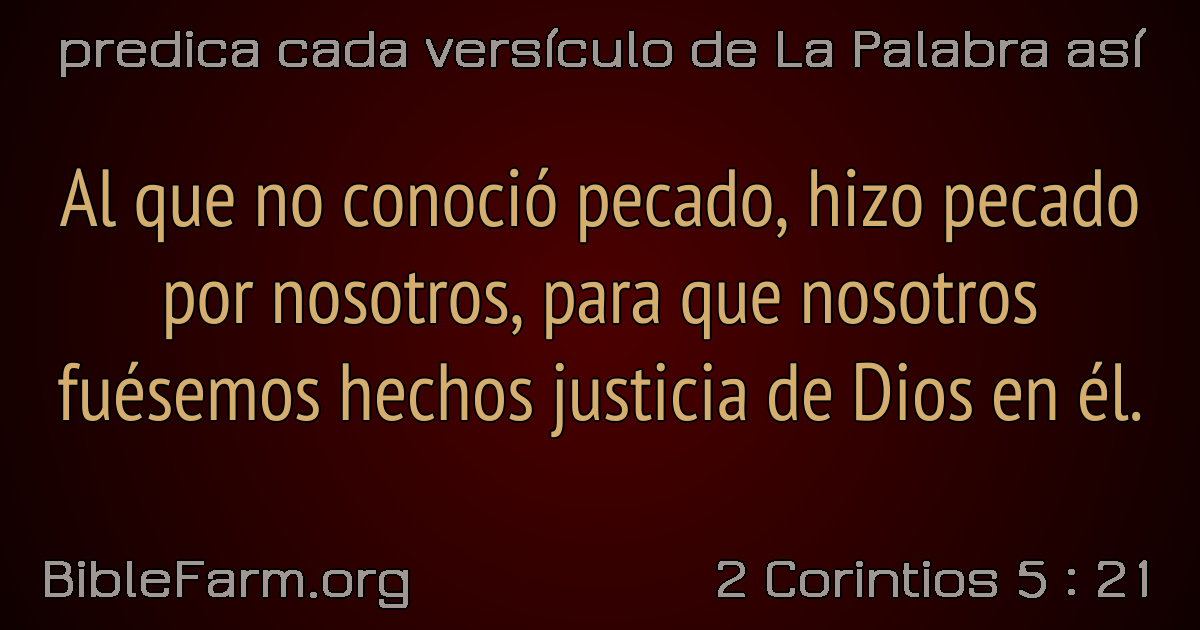 predica cada versículo de La Palabra así
Al que no conoció pecado, hizo pecado
por nosotros, para que nosotros
fuésemos hechos justicia de Dios en él.
BibleFarm.org
2 Corintios 5 : 21